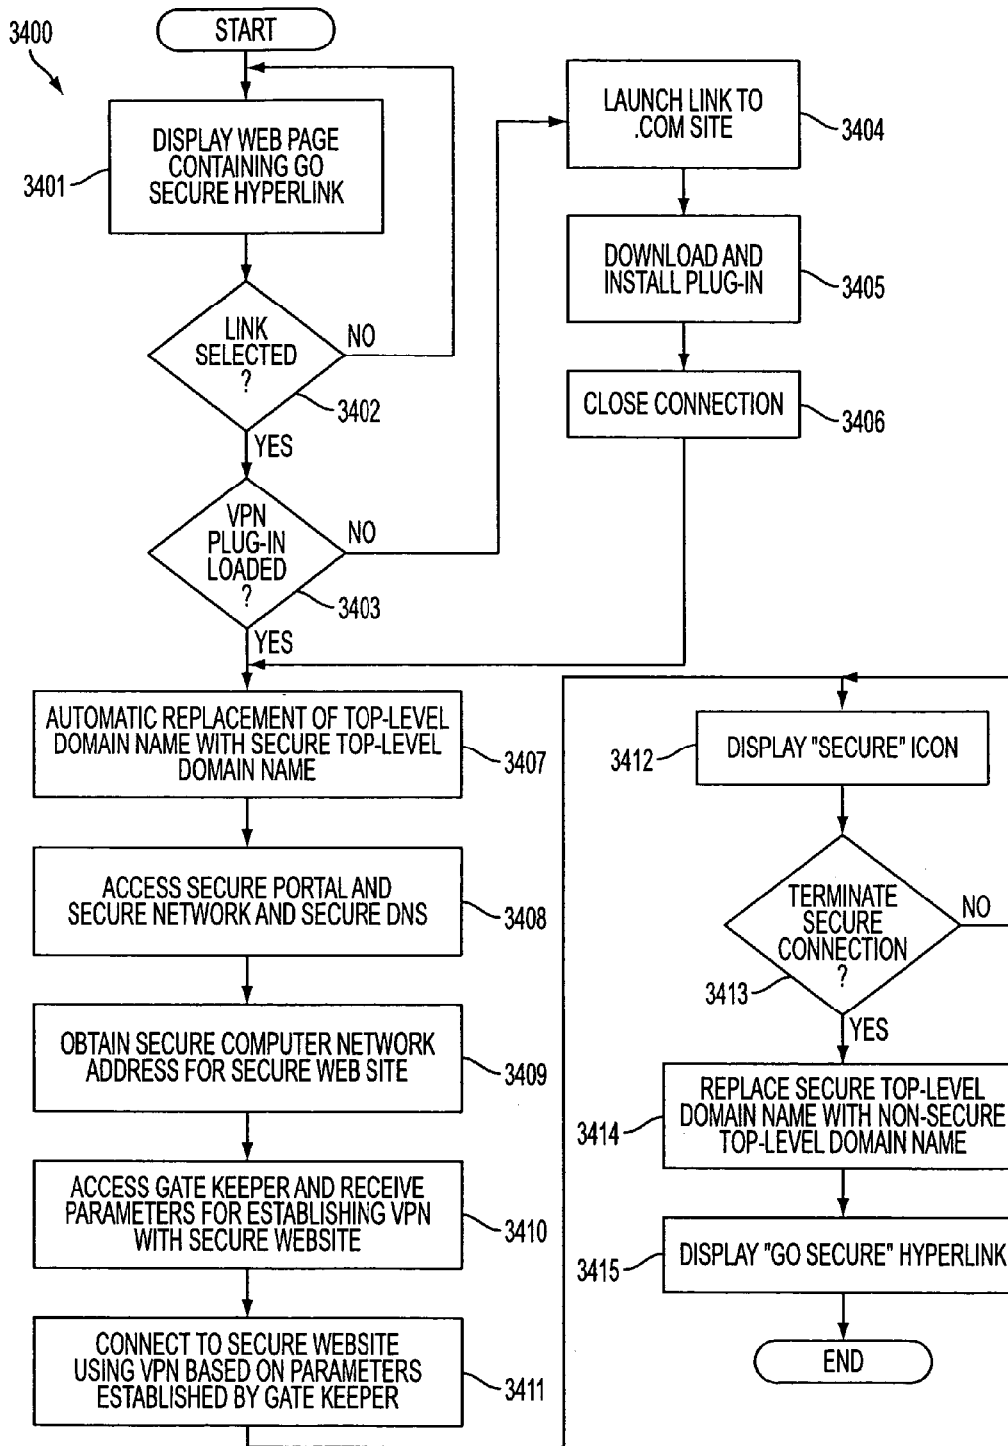 3400
START
3401
DISPLAY WEB PAGE
CONTAINING GO
SECURE HYPERLINK
LINK
SELECTED
?
NO
3402
YES
VPN
PLUG-IN
LOADED
?
NO
3403
YES
LAUNCH LINK TO
.COM SITE
3404
DOWNLOAD AND
INSTALL PLUG-IN
3405
CLOSE CONNECTION
3406
AUTOMATIC REPLACEMENT OF TOP-LEVEL
DOMAIN NAME WITH SECURE TOP-LEVEL
DOMAIN NAME
3407
ACCESS SECURE PORTAL AND
SECURE NETWORK AND SECURE DNS
3408
OBTAIN SECURE COMPUTER NETWORK
ADDRESS FOR SECURE WEB SITE
3409
ACCESS GATE KEEPER AND RECEIVE
PARAMETERS FOR ESTABLISHING VPN
WITH SECURE WEBSITE
3410
CONNECT TO SECURE WEBSITE
USING VPN BASED ON PARAMETERS
ESTABLISHED BY GATE KEEPER
3411
3412
DISPLAY "SECURE" ICON
TERMINATE
SECURE
CONNECTION
?
NO
3413
YES
REPLACE SECURE TOP-LEVEL
DOMAIN NAME WITH NON-SECURE
TOP-LEVEL DOMAIN NAME
3414
DISPLAY "GO SECURE" HYPERLINK
3415
END